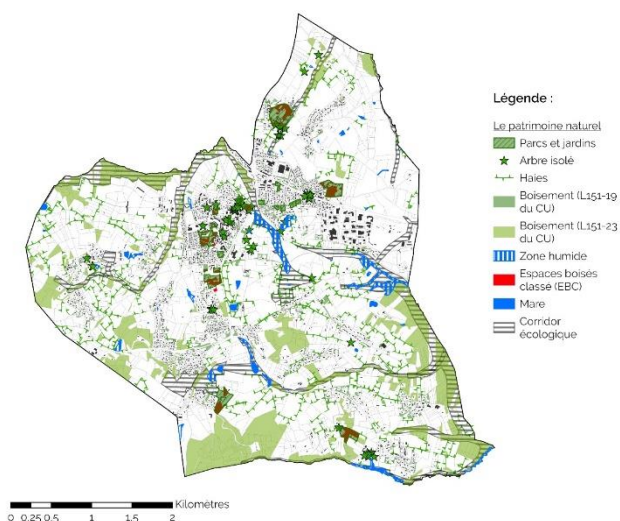 Légende :
Le patrimoine naturel
Parcs et jardins
Arbre isolé
Haies
Boisement (L151-19
du CU)
Boisement (L151-23
du CU)
Zone humide
Espaces boisés
classé (EBC)
Mare
Corridor
écologique
Kilomètres
0 0,25 0,5 1 1,5 2